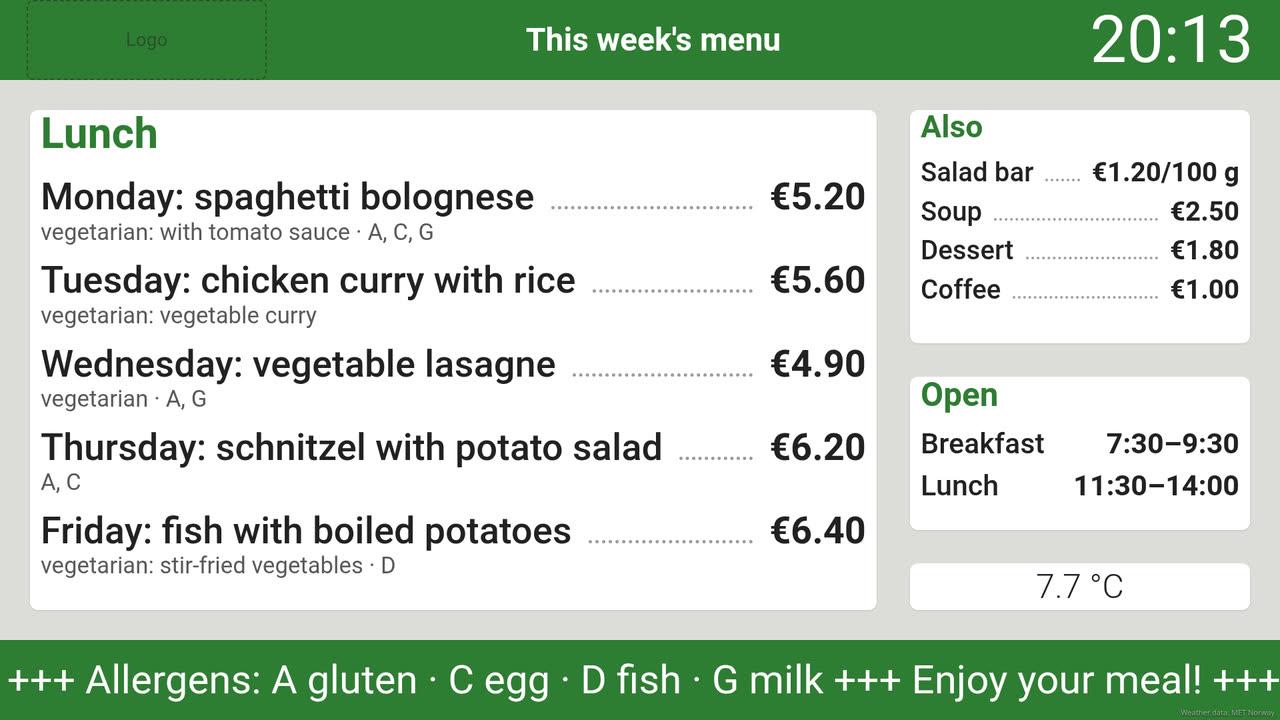 Logo
This week's menu
20:13
Lunch
Monday: spaghetti bolognese €5.20
vegetarian: with tomato sauce · A, C, G
Tuesday: chicken curry with rice €5.60
vegetarian: vegetable curry
Wednesday: vegetable lasagne €4.90
vegetarian · A, G
Thursday: schnitzel with potato salad €6.20
A, C
Friday: fish with boiled potatoes €6.40
vegetarian: stir-fried vegetables · D
Also
Salad bar €1.20/100 g
Soup €2.50
Dessert €1.80
Coffee €1.00
Open
Breakfast 7:30–9:30
Lunch 11:30–14:00
7.7 °C
+++ Allergens: A gluten · C egg · D fish · G milk +++ Enjoy your meal! +++
Weather data: MET Norway